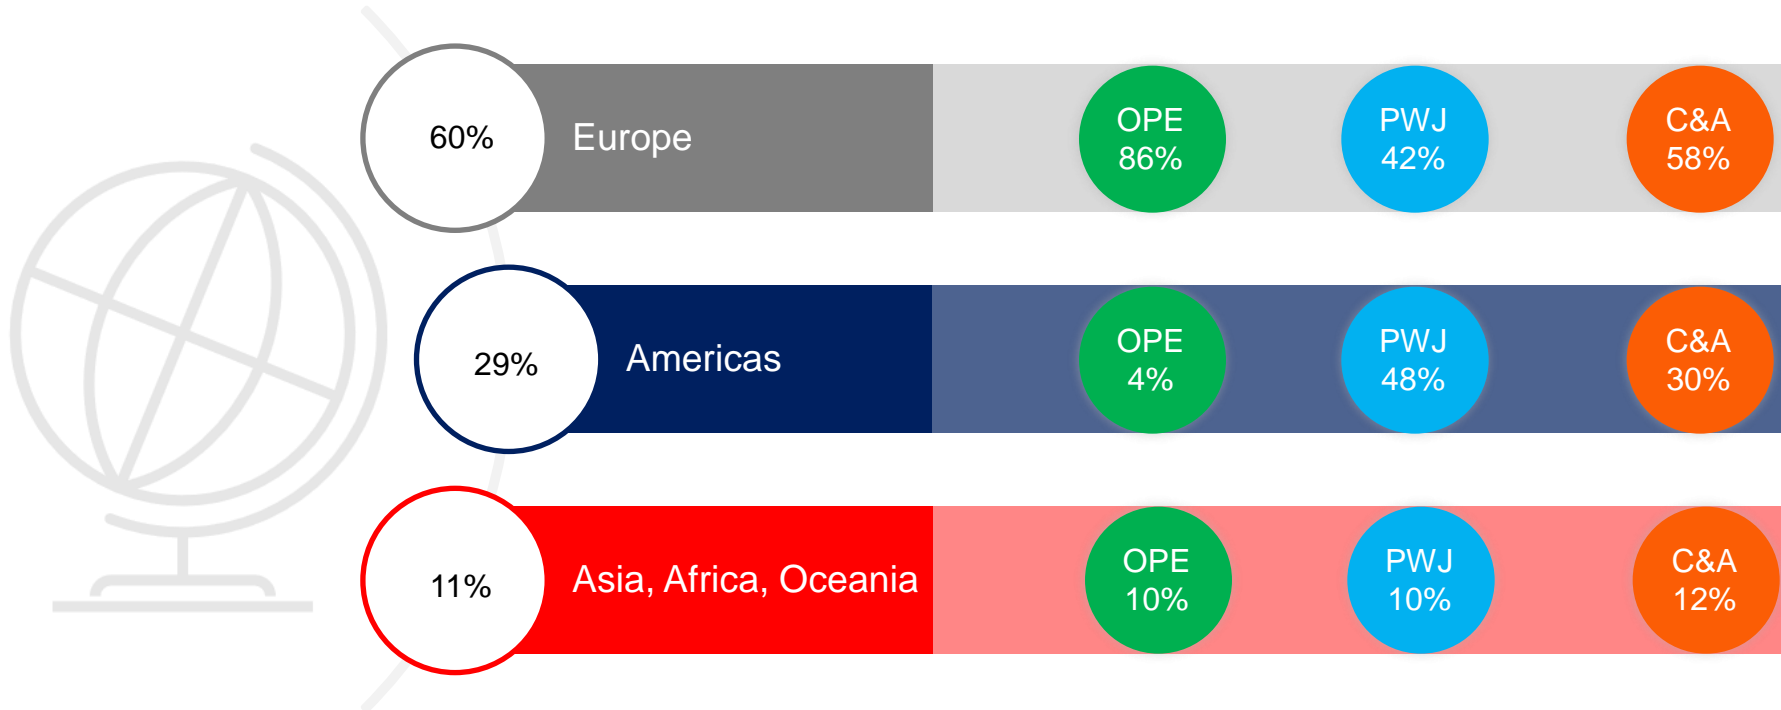 60%
Europe
OPE
86%
PWJ
42%
C&A
58%
29%
Americas
OPE
4%
PWJ
48%
C&A
30%
11%
Asia, Africa, Oceania
OPE
10%
PWJ
10%
C&A
12%